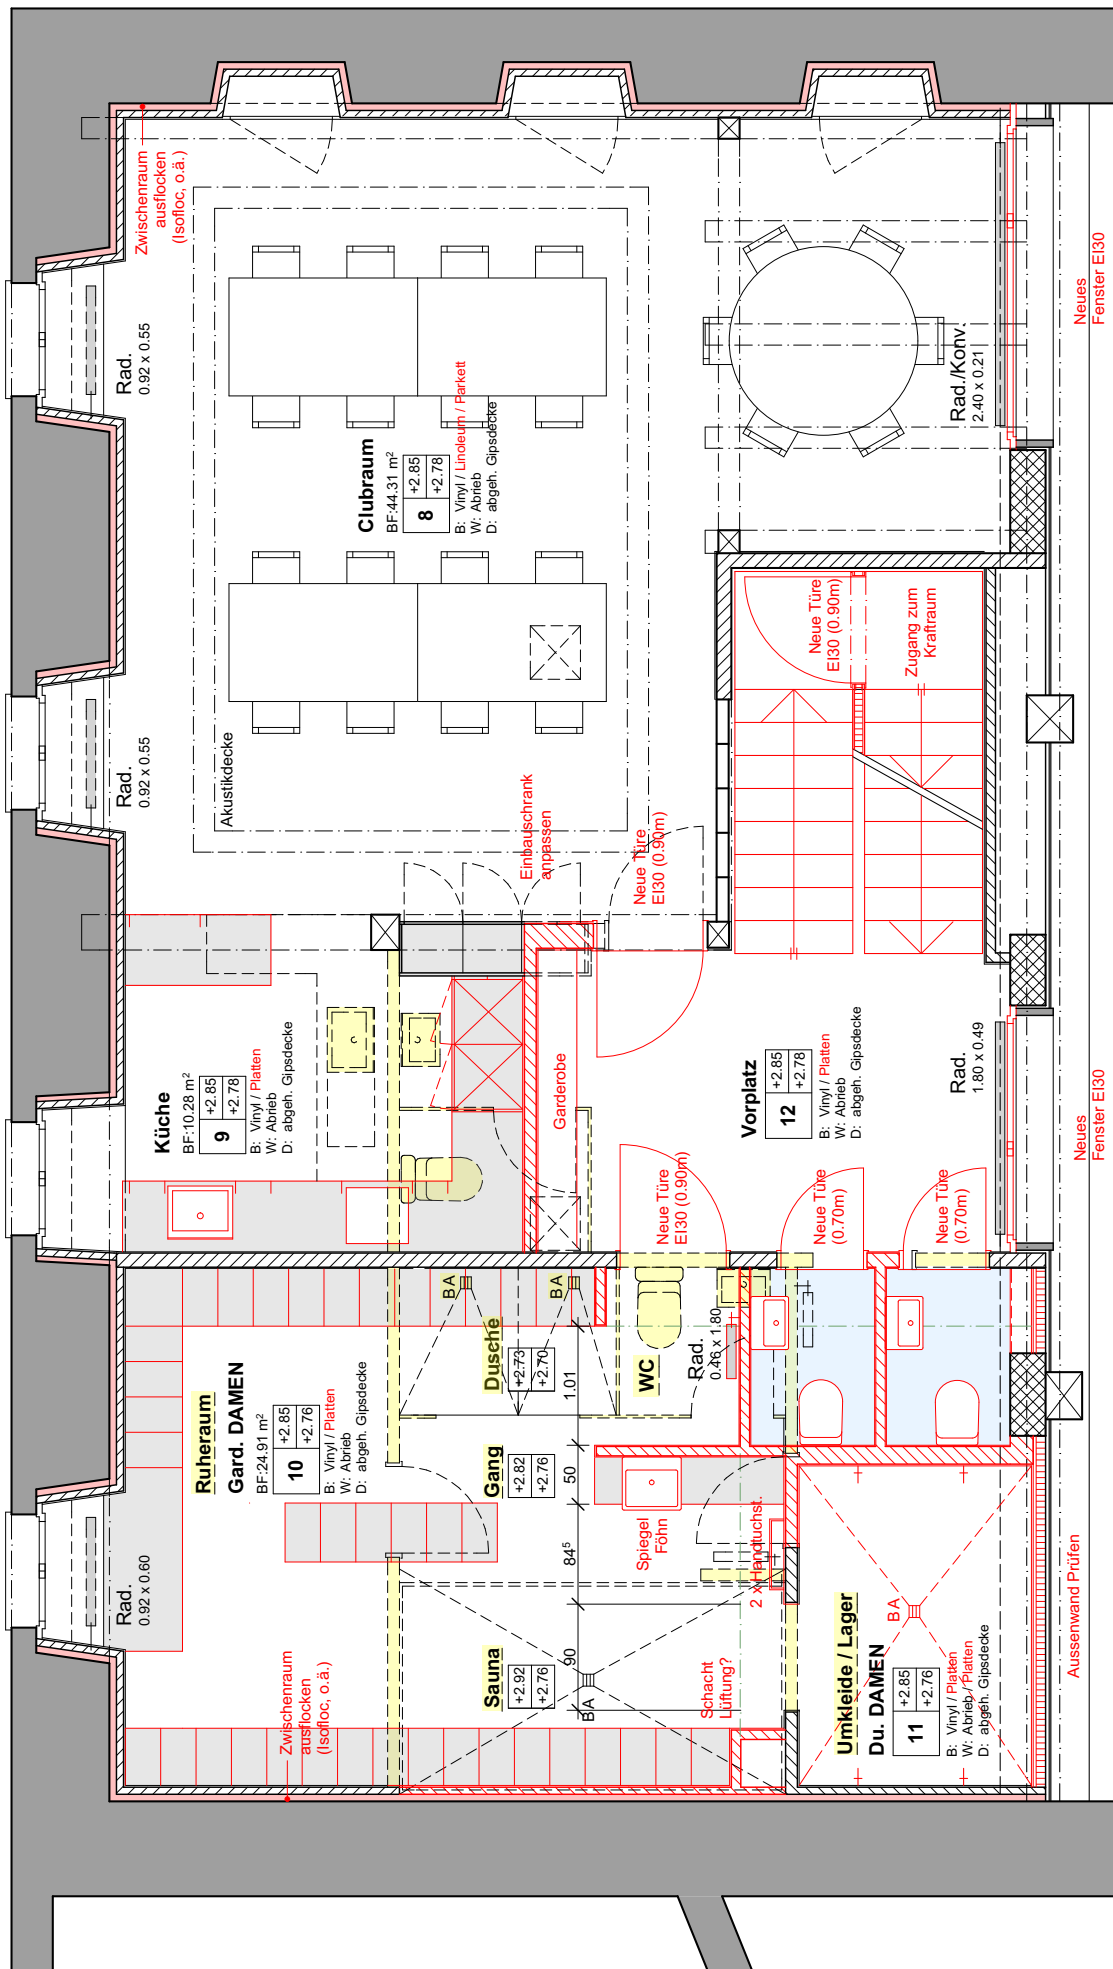 Zwischenraum
ausflocken
(Isofloc, o.ä.)
Rad.
0.92 x 0.55
Clubraum
BF:44.31 m²
8
+2.85
+2.78
B: Vinyl / Linoleum / Parkett
W: Abrieb
D: abgeh. Gipsdecke
Rad./Konv.
2.40 x 0.21
Neues
Fenster EI30
Rad.
0.92 x 0.55
Akustikdecke
Einbauschrank
anpassen
Neue Türe
EI30 (0.90m)
Neue Türe
EI30 (0.90m)
Zugang zum
Kraftraum
Küche
BF:10.28 m²
9
+2.85
+2.78
B: Vinyl / Platten
W: Abrieb
D: abgeh. Gipsdecke
Garderobe
Vorplatz
12
+2.85
+2.78
B: Vinyl / Platten
W: Abrieb
D: abgeh. Gipsdecke
Rad.
1.80 x 0.49
Neues
Fenster EI30
Neue Türe
EI30 (0.90m)
Neue Türe
(0.70m)
Neue Türe
(0.70m)
Ruheraum
Gard. DAMEN
BF:24.91 m²
10
+2.85
+2.76
B: Vinyl / Platten
W: Abrieb
D: abgeh. Gipsdecke
BA
BA
Dusche
+2.73
+2.70
1.01
WC
Rad.
0.46 x 1.80
Gang
+2.82
+2.76
50
84⁵
90
Spiegel
Föhn
2 x Handtuchst.
Rad.
0.92 x 0.60
Zwischenraum
ausflocken
(Isofloc, o.ä.)
Sauna
+2.92
+2.76
BA
Schacht
Lüftung?
Umkleide / Lager
Du. DAMEN
11
+2.85
+2.76
B: Vinyl / Platten
W: Abrieb / Platten
D: abgeh. Gipsdecke
BA
Aussenwand Prüfen